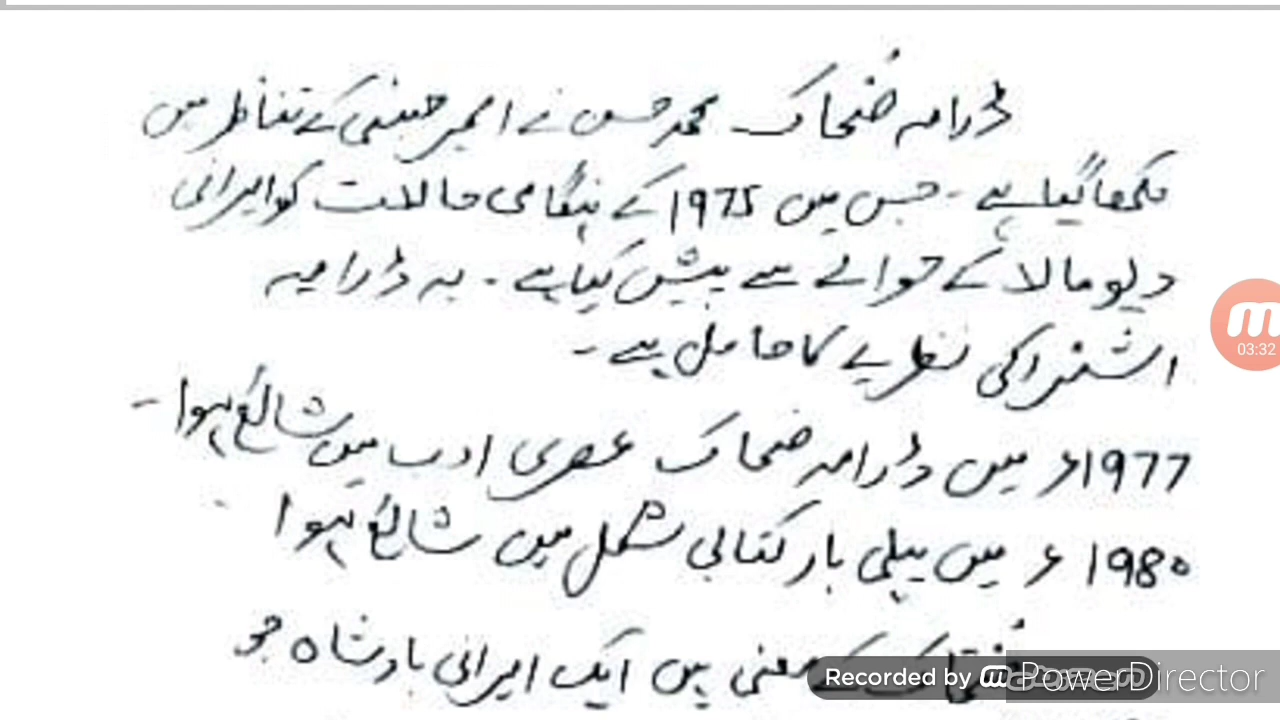 ڈرامہ ضحاک محمد حسن نے ایمرجینسی کے تناظر میں
لکھا گیا ہے - جس میں 1975 کے ہنگامی حالات کو ایرانی
دیومالا کے حوالے سے پیش کیا ہے - یہ ڈرامہ
اشتراکی نظریے کا حامل ہے -
1977ء میں ڈرامہ ضحاک عصری ادب میں شائع ہوا -
1980ء میں پہلی بار کتابی شکل میں شائع ہوا
ضحاک کے معنی ہیں ایک ایرانی بادشاہ جو
03:32
Recorded by
PowerDirector